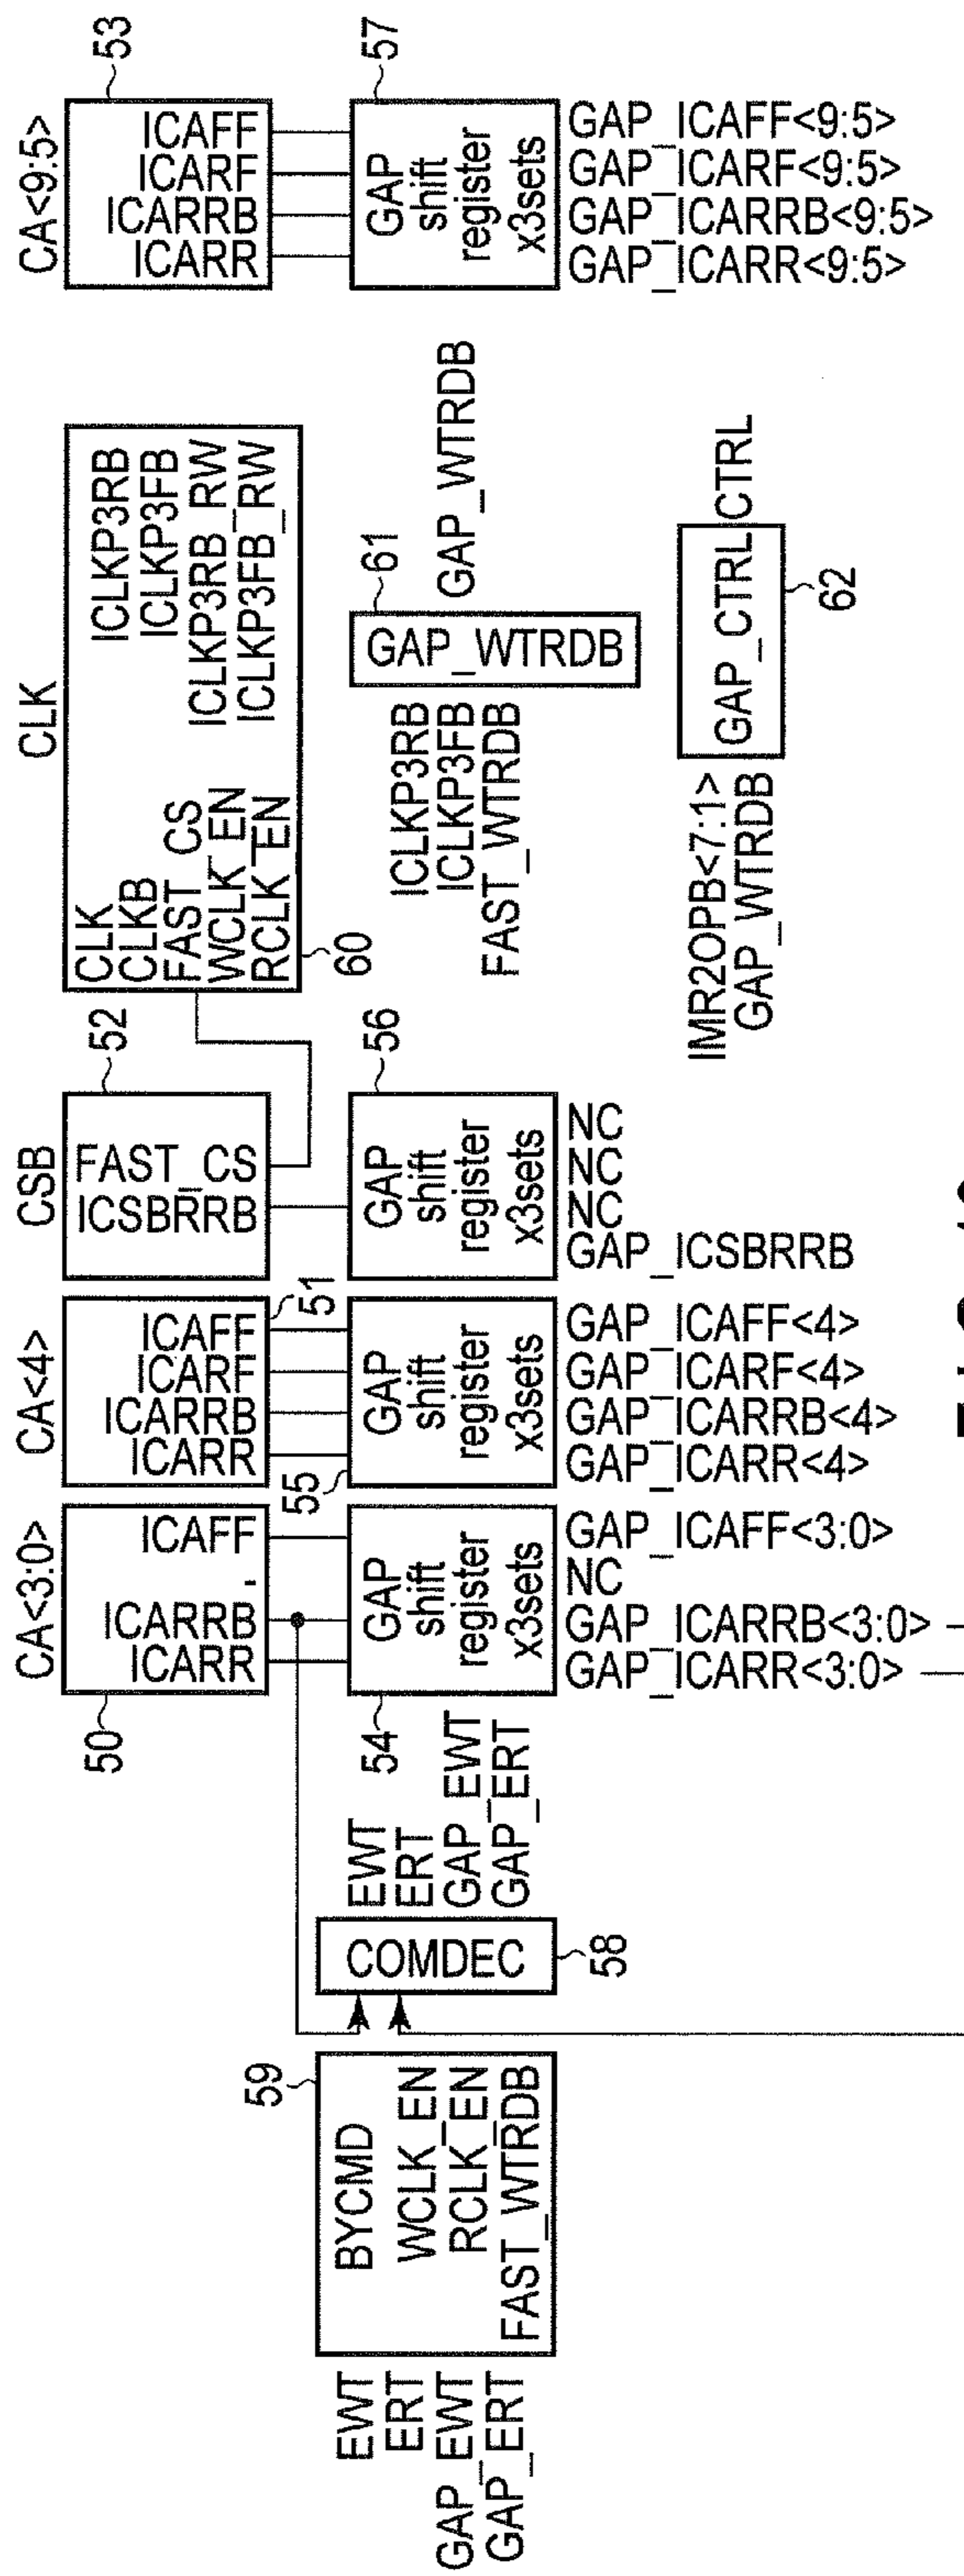 CA<3:0>
ICARR
ICARRB
ICAFF
50
CA<4>
ICARR
ICARRB
ICARF
ICAFF
51
CSB
FAST_CS
ICSBRRB
52
CLK
CLK
CLKB
FAST_CS
WCLK_EN
RCLK_EN
ICLKP3RB
ICLKP3FB
ICLKP3RB_RW
ICLKP3FB_RW
60
CA<9:5>
ICARR
ICARRB
ICARF
ICAFF
53
EWT
ERT
GAP_EWT
GAP_ERT
BYCMD
WCLK_EN
RCLK_EN
FAST_WTRDB
59
COMDEC
58
EWT
ERT
GAP_EWT
GAP_ERT
54
GAP
shift
register
x3sets
GAP_ICARR<3:0>
GAP_ICARRB<3:0>
NC
GAP_ICAFF<3:0>
55
GAP
shift
register
x3sets
GAP_ICARR<4>
GAP_ICARRB<4>
GAP_ICARF<4>
GAP_ICAFF<4>
56
GAP
shift
register
x3sets
GAP_ICSBRRB
NC
NC
NC
ICLKP3RB
ICLKP3FB
FAST_WTRDB
GAP_WTRDB
61
GAP_WTRDB
57
GAP
shift
register
x3sets
GAP_ICARR<9:5>
GAP_ICARRB<9:5>
GAP_ICARF<9:5>
GAP_ICAFF<9:5>
IMR2OPB<7:1>
GAP_WTRDB
GAP_CTRL
CTRL
62